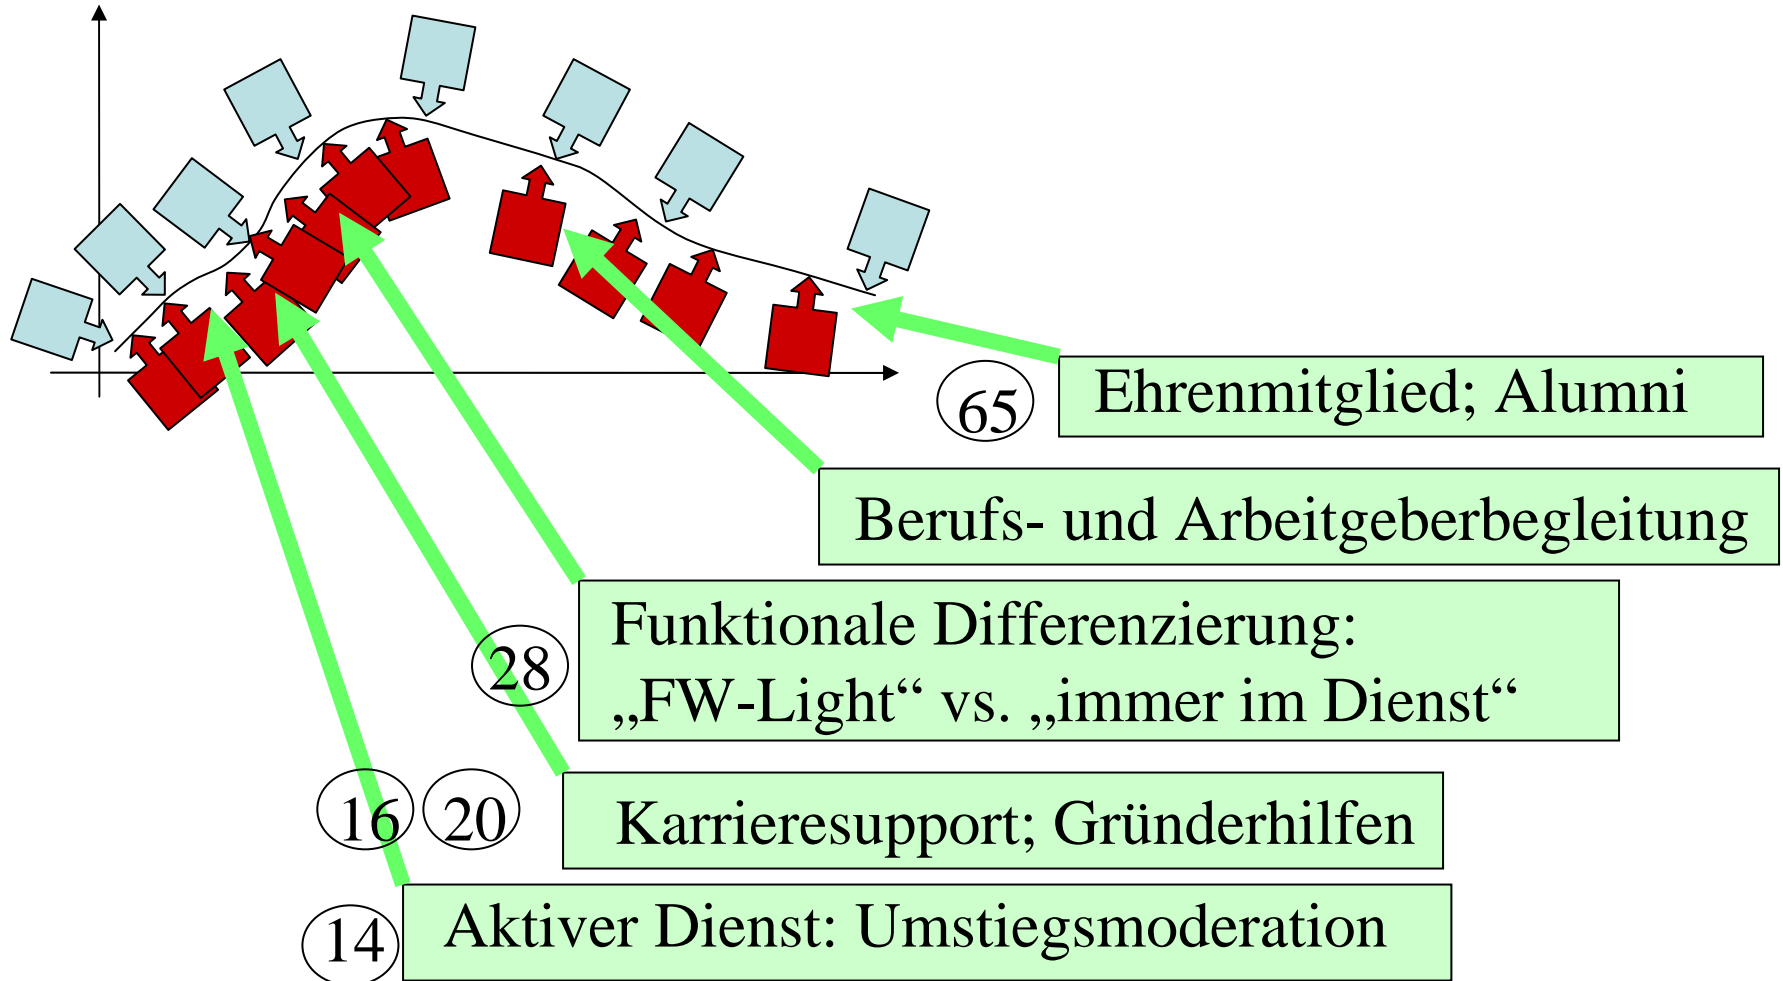 65
Ehrenmitglied; Alumni
Berufs- und Arbeitgeberbegleitung
Funktionale Differenzierung:
28
„FW-Light“ vs. „immer im Dienst“
16 20
Karrieresupport; Gründerhilfen
14
Aktiver Dienst: Umstiegsmoderation